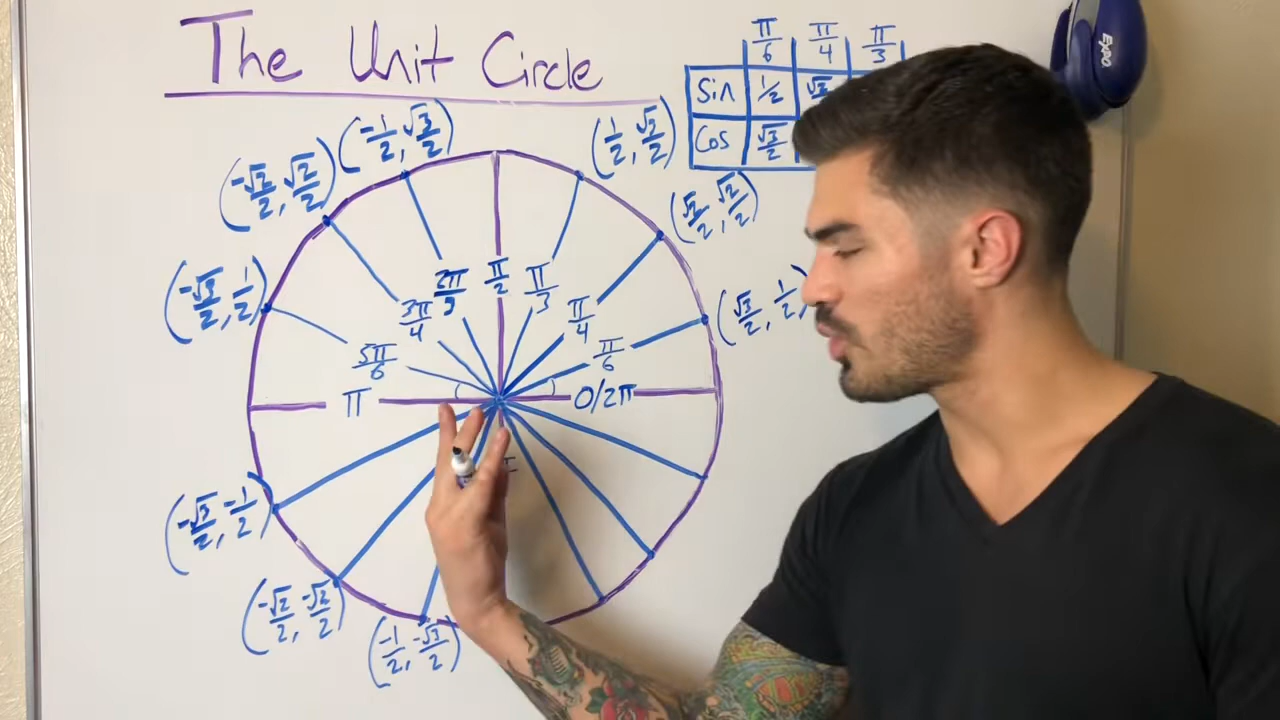 The Unit Circle
π/6 π/4 π/3
Sin 1/2
Cos √3/2
(-1/2, √3/2)
(1/2, √3/2)
(-√2/2, √2/2)
(√2/2, √2/2)
(-√3/2, 1/2)
(√3/2, 1/2)
2π/3 π/2 π/3
3π/4 π/4
5π/6 π/6
π 0/2π
(-√3/2, -1/2)
(-√2/2, -√2/2)
(-1/2, -√3/2)
EXPO